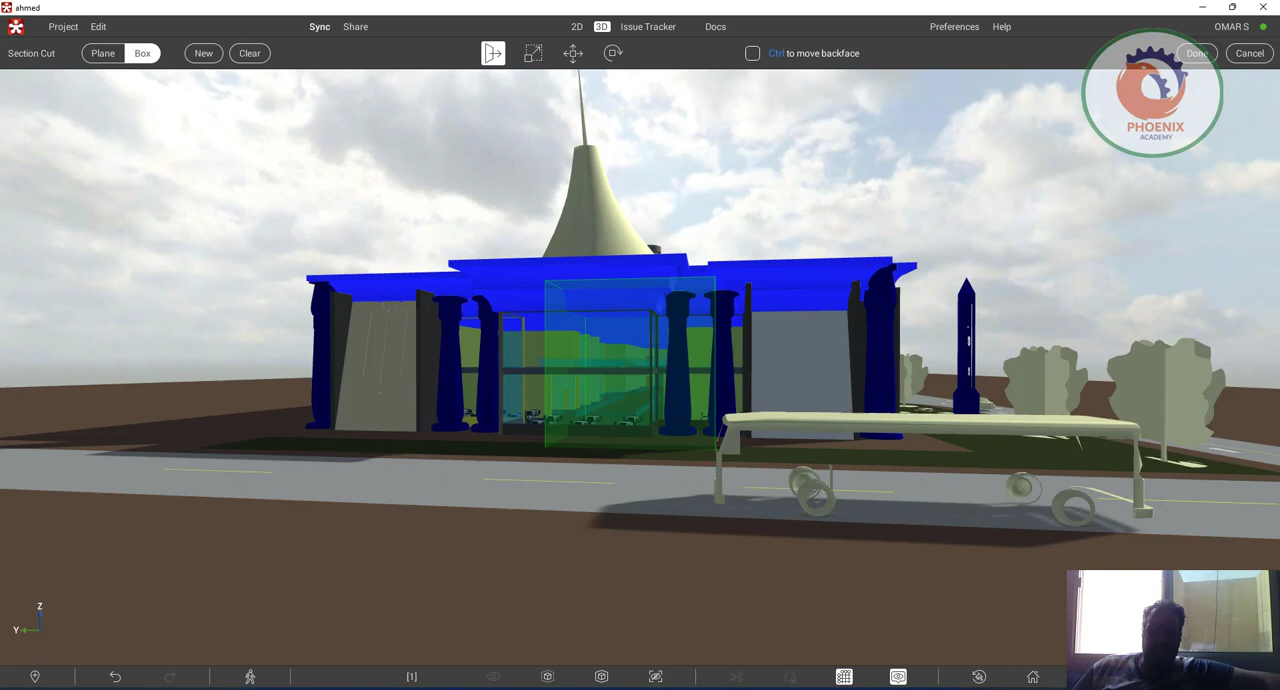 ahmed
Project Edit Sync Share 2D 3D Issue Tracker Docs Preferences Help OMAR S
Section Cut Plane Box New Clear Ctrl to move backface Done Cancel
PHOENIX
ACADEMY
Z
Y
[1]